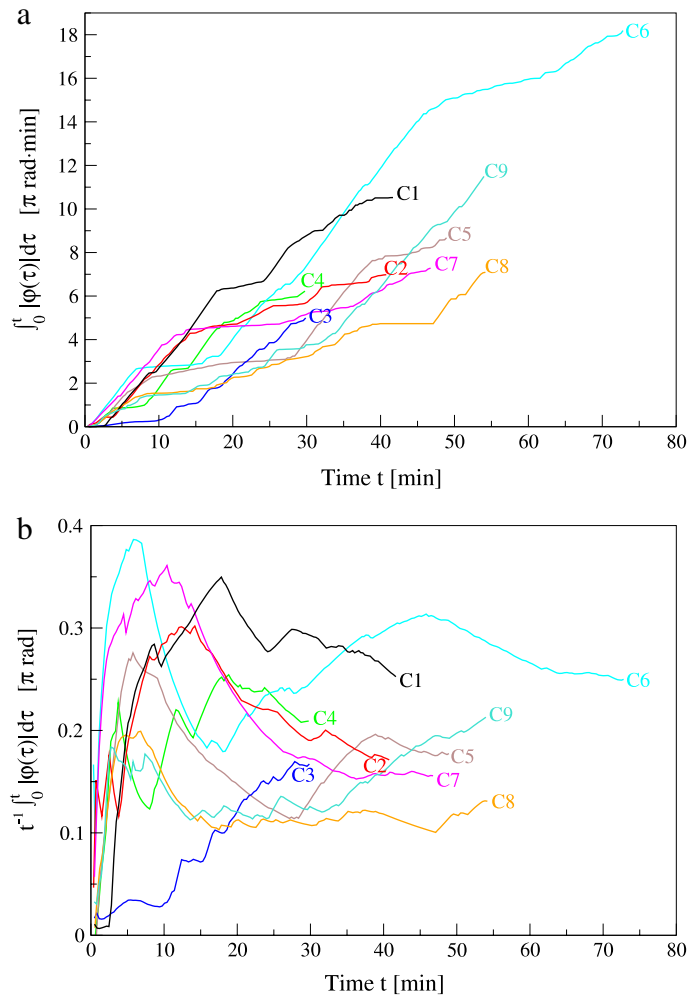 a
18
16
14
12
10
8
6
4
2
0
∫₀ᵗ |φ(τ)|dτ [π rad·min]
C6
C9
C1
C5
C2
C7
C8
C4
C3
0 10 20 30 40 50 60 70 80
Time t [min]
b
0.4
0.3
0.2
0.1
0
t⁻¹ ∫₀ᵗ |φ(τ)|dτ [π rad]
C1
C6
C4
C9
C5
C2
C3
C7
C8
0 10 20 30 40 50 60 70 80
Time t [min]